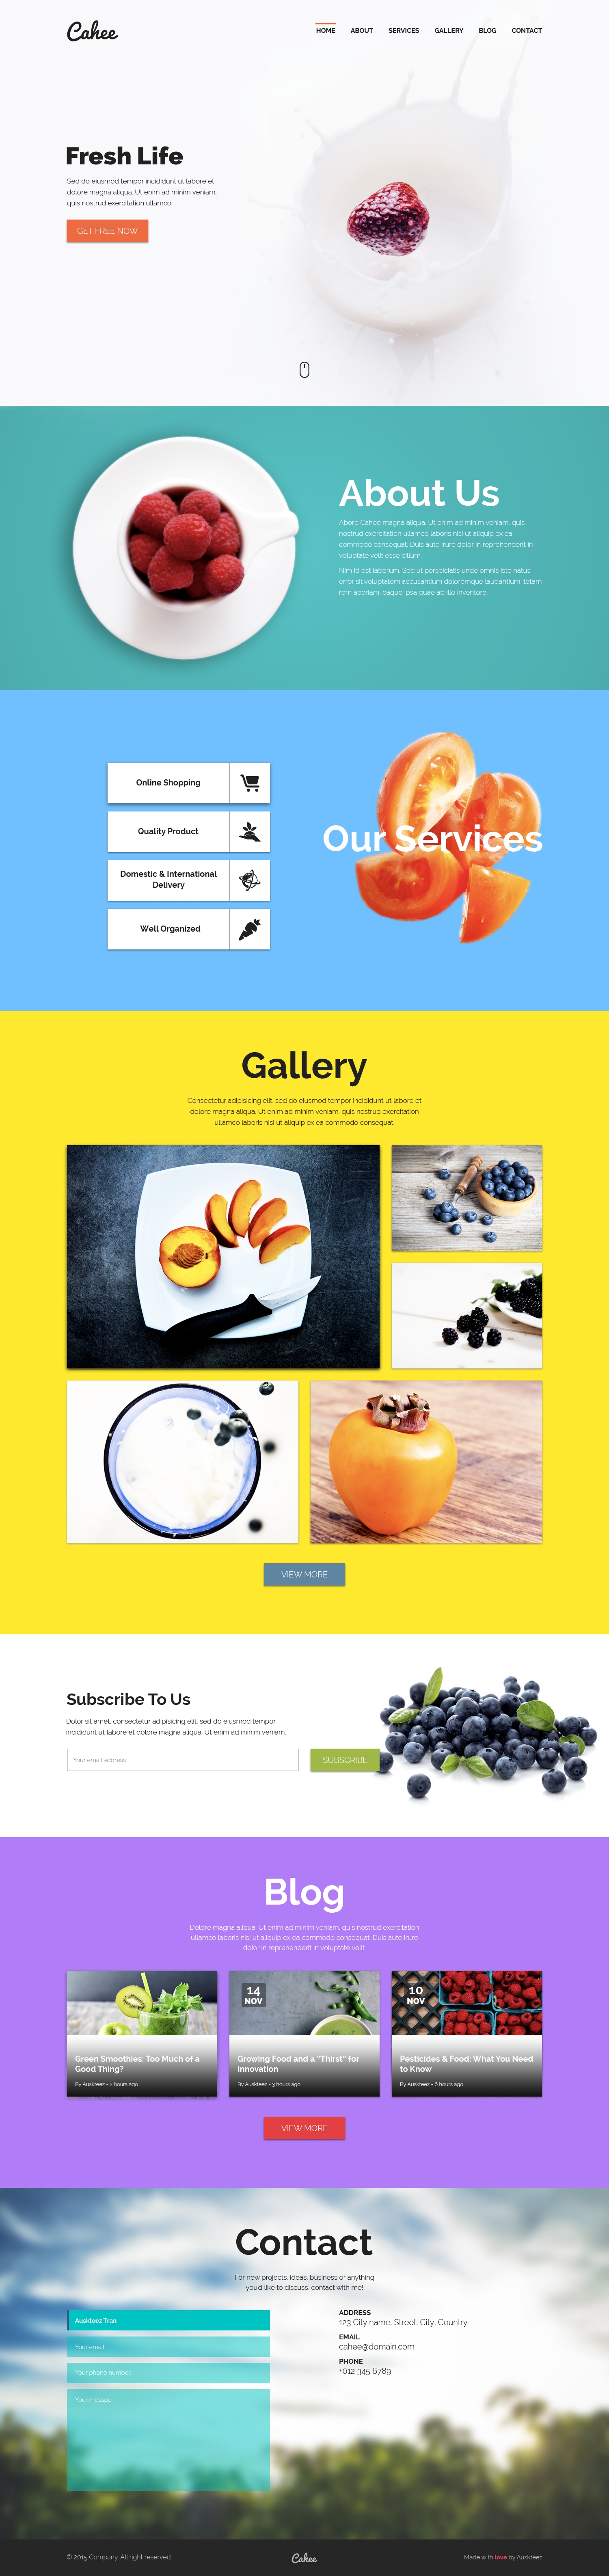 Cahee
HOME ABOUT SERVICES GALLERY BLOG CONTACT
Fresh Life
Sed do eiusmod tempor incididunt ut labore et
dolore magna aliqua. Ut enim ad minim veniam,
quis nostrud exercitation ullamco.
GET FREE NOW
About Us
Abore Cahee magna aliqua. Ut enim ad minim veniam, quis
nostrud exercitation ullamco laboris nisi ut aliquip ex ea
commodo consequat. Duis aute irure dolor in reprehenderit in
voluptate velit esse cillum.
Nim id est laborum. Sed ut perspiciatis unde omnis iste natus
error sit voluptatem accusantium doloremque laudantium, totam
rem aperiam, eaque ipsa quae ab illo inventore.
Online Shopping
Quality Product
Domestic & International
Delivery
Well Organized
Our Services
Gallery
Consectetur adipisicing elit, sed do eiusmod tempor incididunt ut labore et
dolore magna aliqua. Ut enim ad minim veniam, quis nostrud exercitation
ullamco laboris nisi ut aliquip ex ea commodo consequat.
VIEW MORE
Subscribe To Us
Dolor sit amet, consectetur adipisicing elit, sed do eiusmod tempor
incididunt ut labore et dolore magna aliqua. Ut enim ad minim veniam.
Your email address...
SUBSCRIBE
Blog
Dolore magna aliqua. Ut enim ad minim veniam, quis nostrud exercitation
ullamco laboris nisi ut aliquip ex ea commodo consequat. Duis aute irure
dolor in reprehenderit in voluptate velit.
Green Smoothies: Too Much of a
Good Thing?
By Auskteez - 2 hours ago
14
NOV
Growing Food and a "Thirst" for
Innovation
By Auskteez - 3 hours ago
10
NOV
Pesticides & Food: What You Need
to Know
By Auskteez - 6 hours ago
VIEW MORE
Contact
For new projects, ideas, business or anything
you'd like to discuss, contact with me!
Auskteez Tran
Your email...
Your phone number...
Your messge
ADDRESS
123 City name, Street, City, Country
EMAIL
cahee@domain.com
PHONE
+012 345 6789
© 2015 Company. All right reserved.
Cahee
Made with love by Auskteez